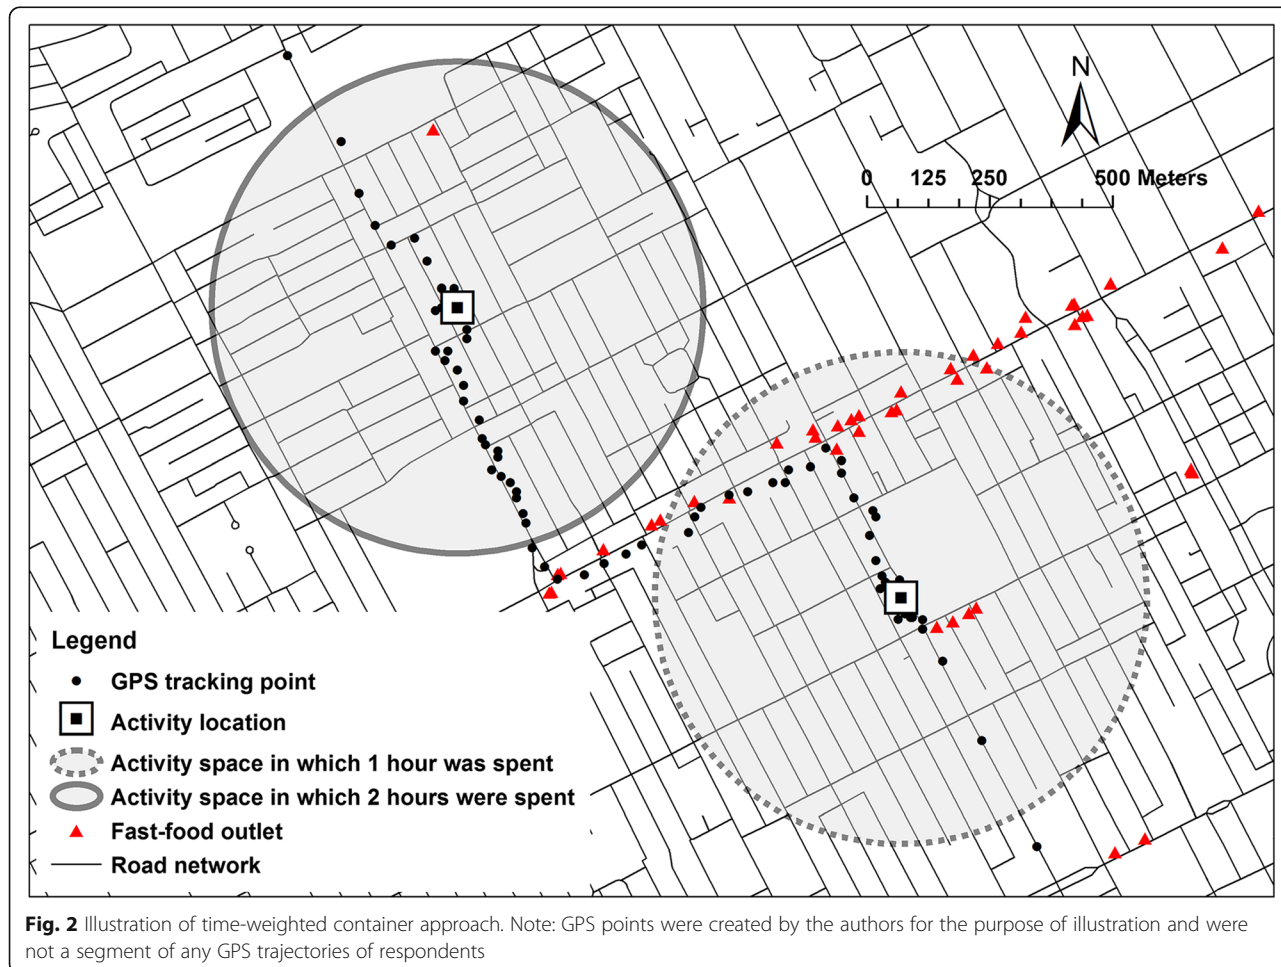 N
0 125 250 500 Meters
Legend
GPS tracking point
Activity location
Activity space in which 1 hour was spent
Activity space in which 2 hours were spent
Fast-food outlet
Road network
Fig. 2 Illustration of time-weighted container approach. Note: GPS points were created by the authors for the purpose of illustration and were
not a segment of any GPS trajectories of respondents